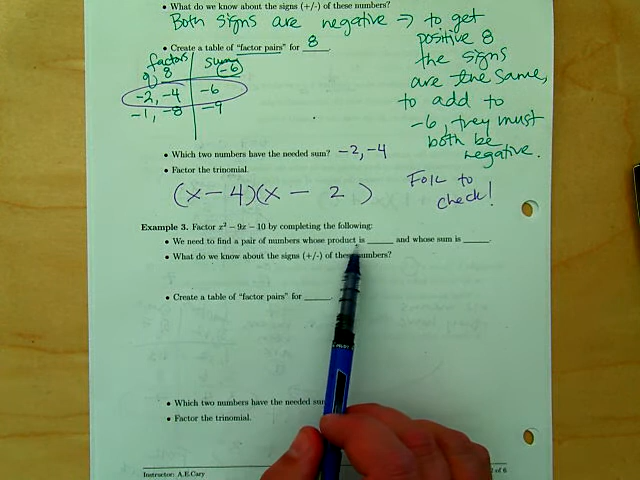 • What do we know about the signs (+/-) of these numbers?
Both signs are negative ⇒ to get
positive 8
the signs
are the same,
to add to
-6, they must
both be
negative.
• Create a table of "factor pairs" for 8
factors of 8 | sum (-6)
-2, -4 | -6
-1, -8 | -9
• Which two numbers have the needed sum? -2, -4
• Factor the trinomial.
(x - 4)(x - 2)
FOIL to
check!
Example 3. Factor x² − 9x − 10 by completing the following:
• We need to find a pair of numbers whose product is _____ and whose sum is _____.
• What do we know about the signs (+/-) of these numbers?
• Create a table of "factor pairs" for _____.
• Which two numbers have the needed sum
• Factor the trinomial.
Instructor: A.E.Cary
of 6